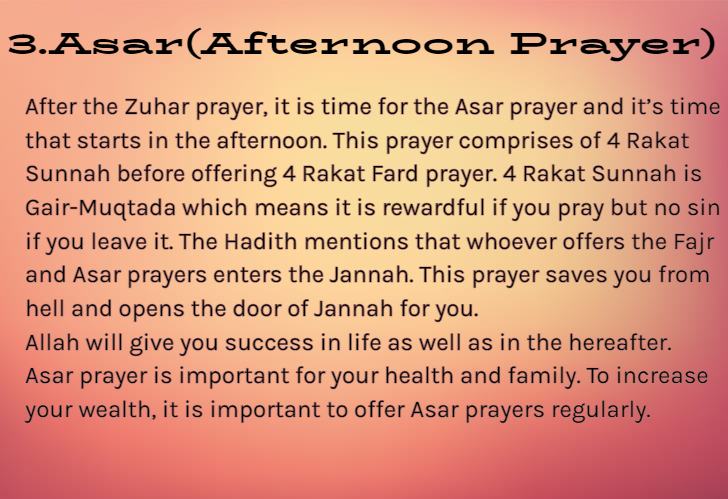 3.Asar(Afternoon Prayer)
After the Zuhar prayer, it is time for the Asar prayer and it’s time
that starts in the afternoon. This prayer comprises of 4 Rakat
Sunnah before offering 4 Rakat Fard prayer. 4 Rakat Sunnah is
Gair-Muqtada which means it is rewardful if you pray but no sin
if you leave it. The Hadith mentions that whoever offers the Fajr
and Asar prayers enters the Jannah. This prayer saves you from
hell and opens the door of Jannah for you.
Allah will give you success in life as well as in the hereafter.
Asar prayer is important for your health and family. To increase
your wealth, it is important to offer Asar prayers regularly.